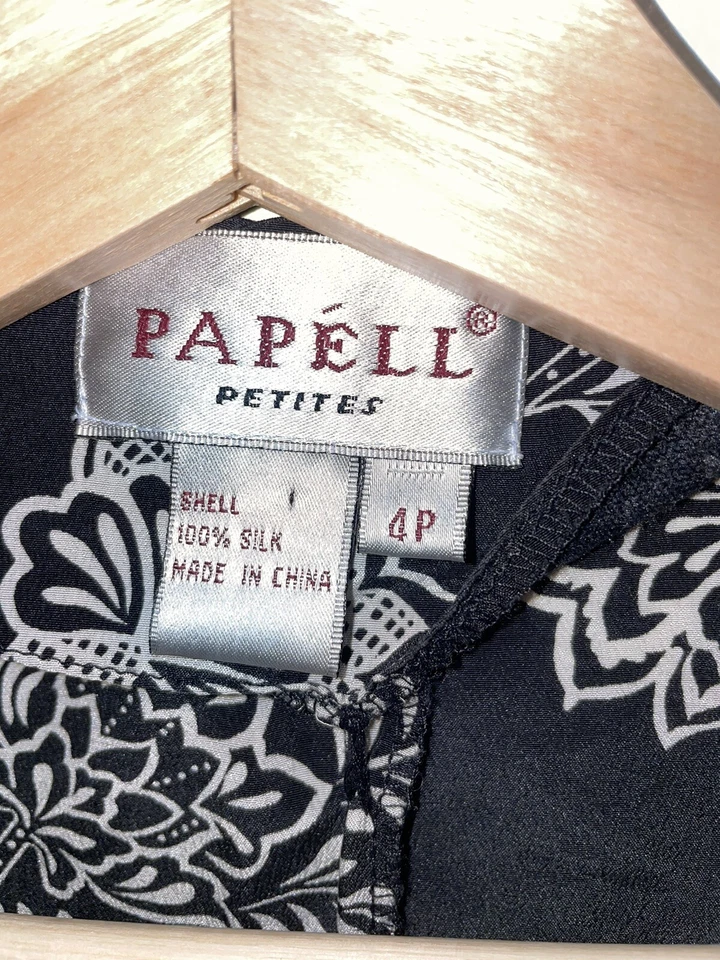 PAPÉLL®
PETITES
SHELL
100% SILK
MADE IN CHINA
4P